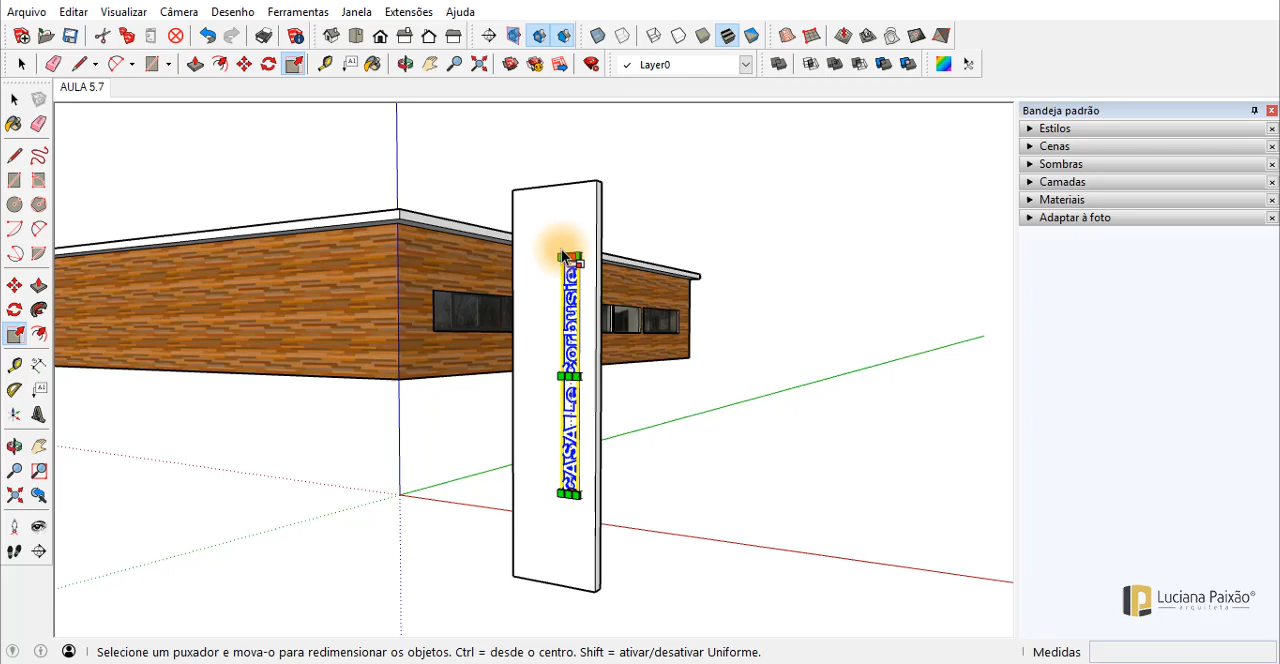 Arquivo Editar Visualizar Câmera Desenho Ferramentas Janela Extensões Ajuda
Layer0
AULA 5.7
Bandeja padrão
Estilos
Cenas
Sombras
Camadas
Materiais
Adaptar à foto
CASA Le Corbusie
Luciana Paixão®
arquiteta
Selecione um puxador e mova-o para redimensionar os objetos. Ctrl = desde o centro. Shift = ativar/desativar Uniforme.
Medidas